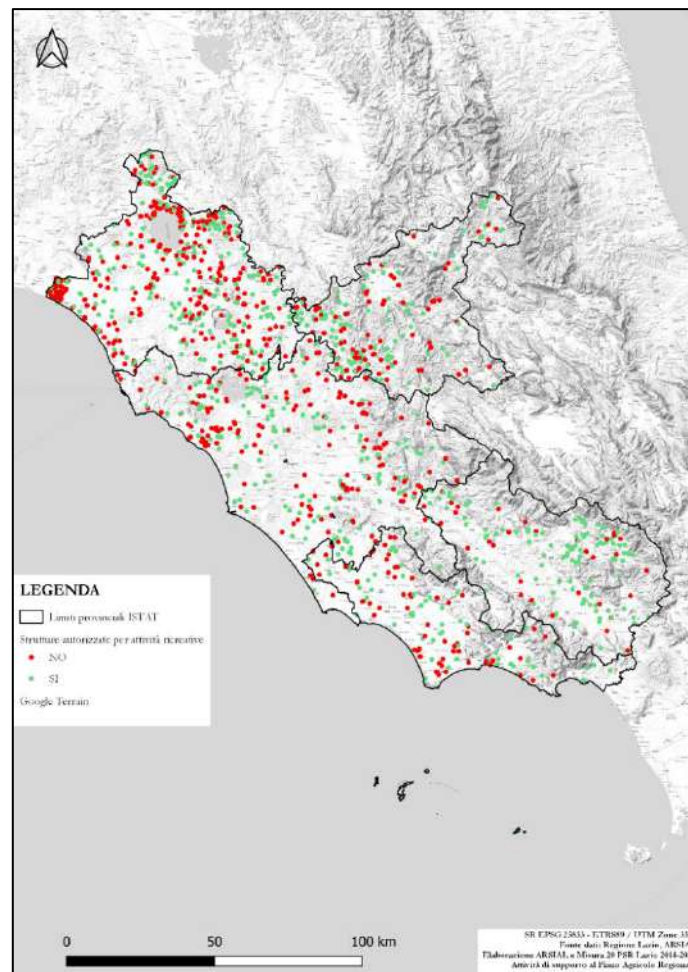 LEGENDA
Limiti provinciali ISTAT
Strutture autorizzate per attività ricreative
NO
SI
Google Terrain
0 50 100 km
SR EPSG 25833 - ETRS89 / UTM Zone 33
Fonte dati: Regione Lazio, ARSIA
Elaborazione ARSIAL e Misura 20 PSR Lazio 2014-20
Attività di supporto al Piano Agricolo Regional